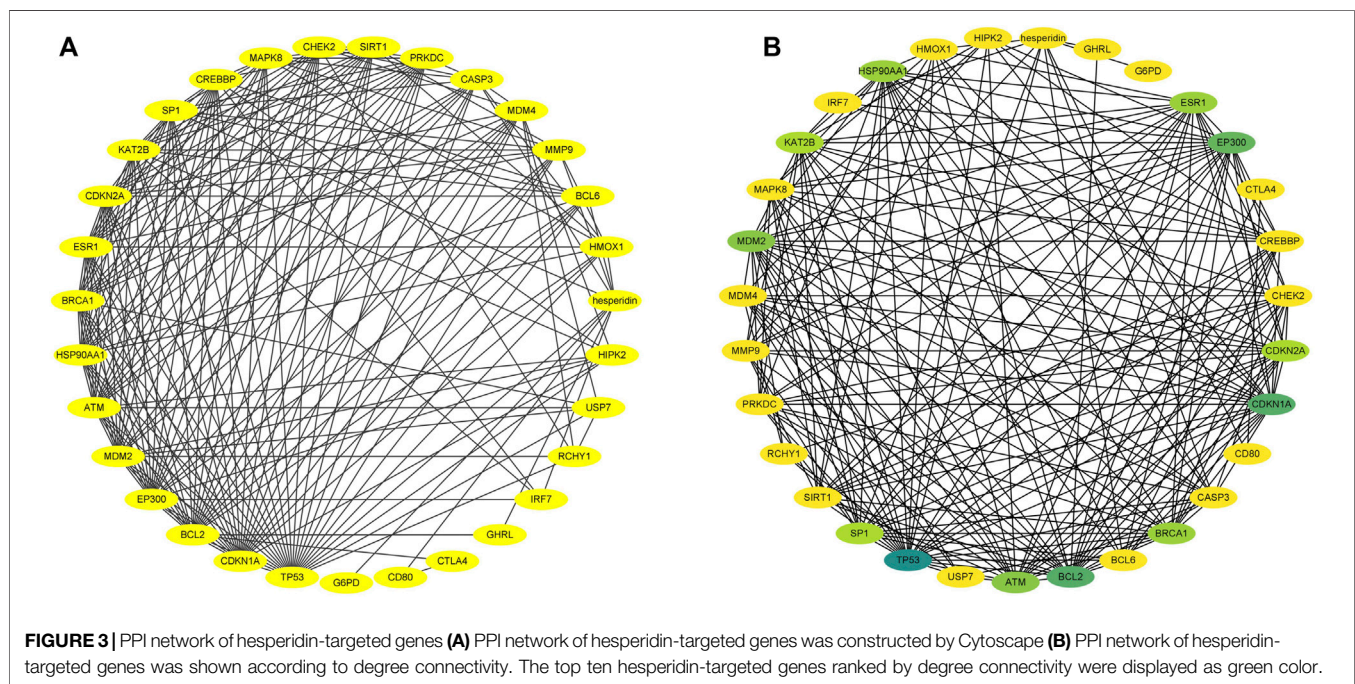 A
CHEK2
SIRT1
MAPK8
PRKDC
CREBBP
CASP3
SP1
MDM4
KAT2B
MMP9
CDKN2A
BCL6
ESR1
HMOX1
BRCA1
hesperidin
HSP90AA1
HIPK2
ATM
USP7
MDM2
RCHY1
EP300
IRF7
BCL2
GHRL
CDKN1A
CTLA4
TP53
G6PD
CD80
B
HIPK2
hesperidin
HMOX1
GHRL
HSP90AA1
G6PD
IRF7
ESR1
KAT2B
EP300
MAPK8
CTLA4
MDM2
CREBBP
MDM4
CHEK2
MMP9
CDKN2A
PRKDC
CDKN1A
RCHY1
CD80
SIRT1
CASP3
SP1
BRCA1
TP53
BCL6
USP7
ATM
BCL2
FIGURE 3 | PPI network of hesperidin-targeted genes (A) PPI network of hesperidin-targeted genes was constructed by Cytoscape (B) PPI network of hesperidin-
targeted genes was shown according to degree connectivity. The top ten hesperidin-targeted genes ranked by degree connectivity were displayed as green color.